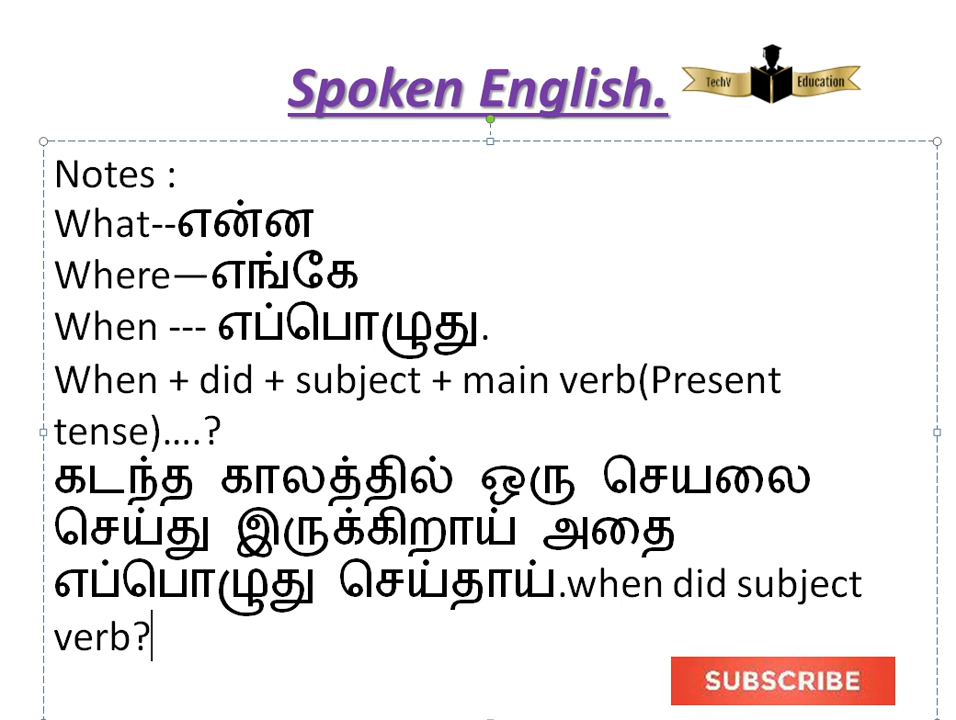 Spoken English.
TechV Education
Notes :
What--என்ன
Where—எங்கே
When --- எப்பொழுது.
When + did + subject + main verb(Present
tense)....?
கடந்த காலத்தில் ஒரு செயலை
செய்து இருக்கிறாய் அதை
எப்பொழுது செய்தாய்.when did subject
verb?
SUBSCRIBE